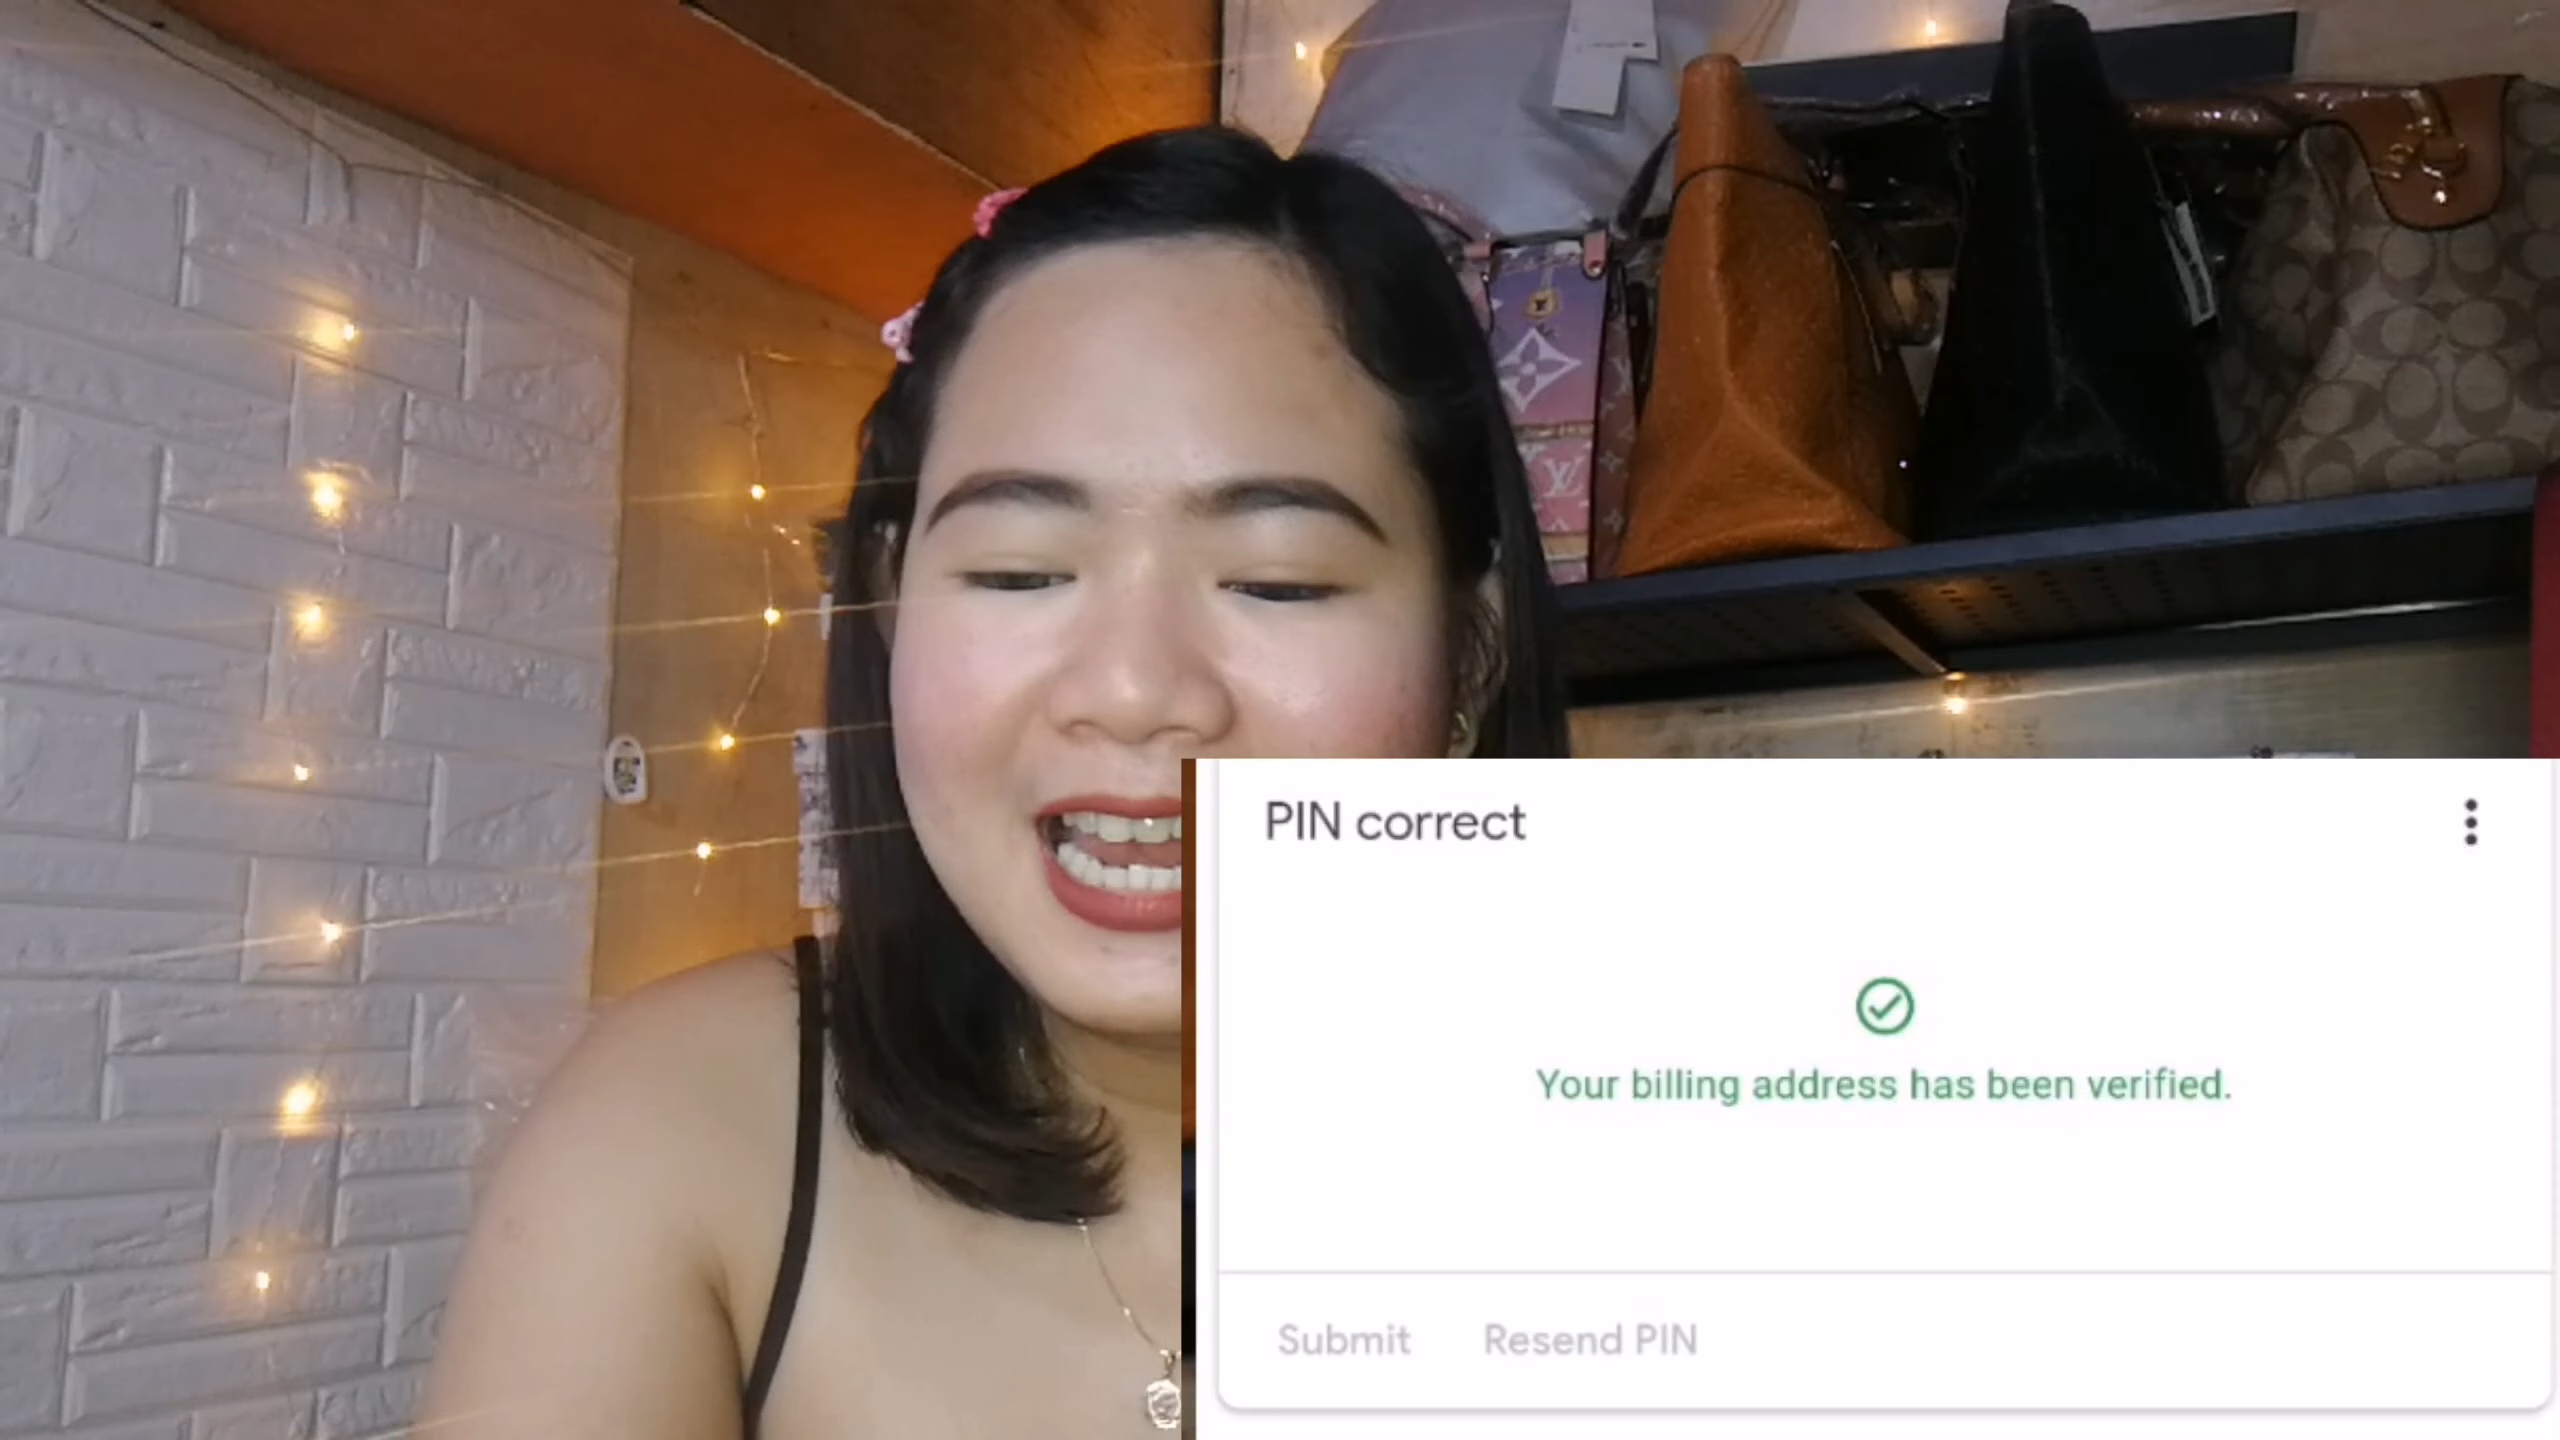 PIN correct
Your billing address has been verified.
Submit Resend PIN